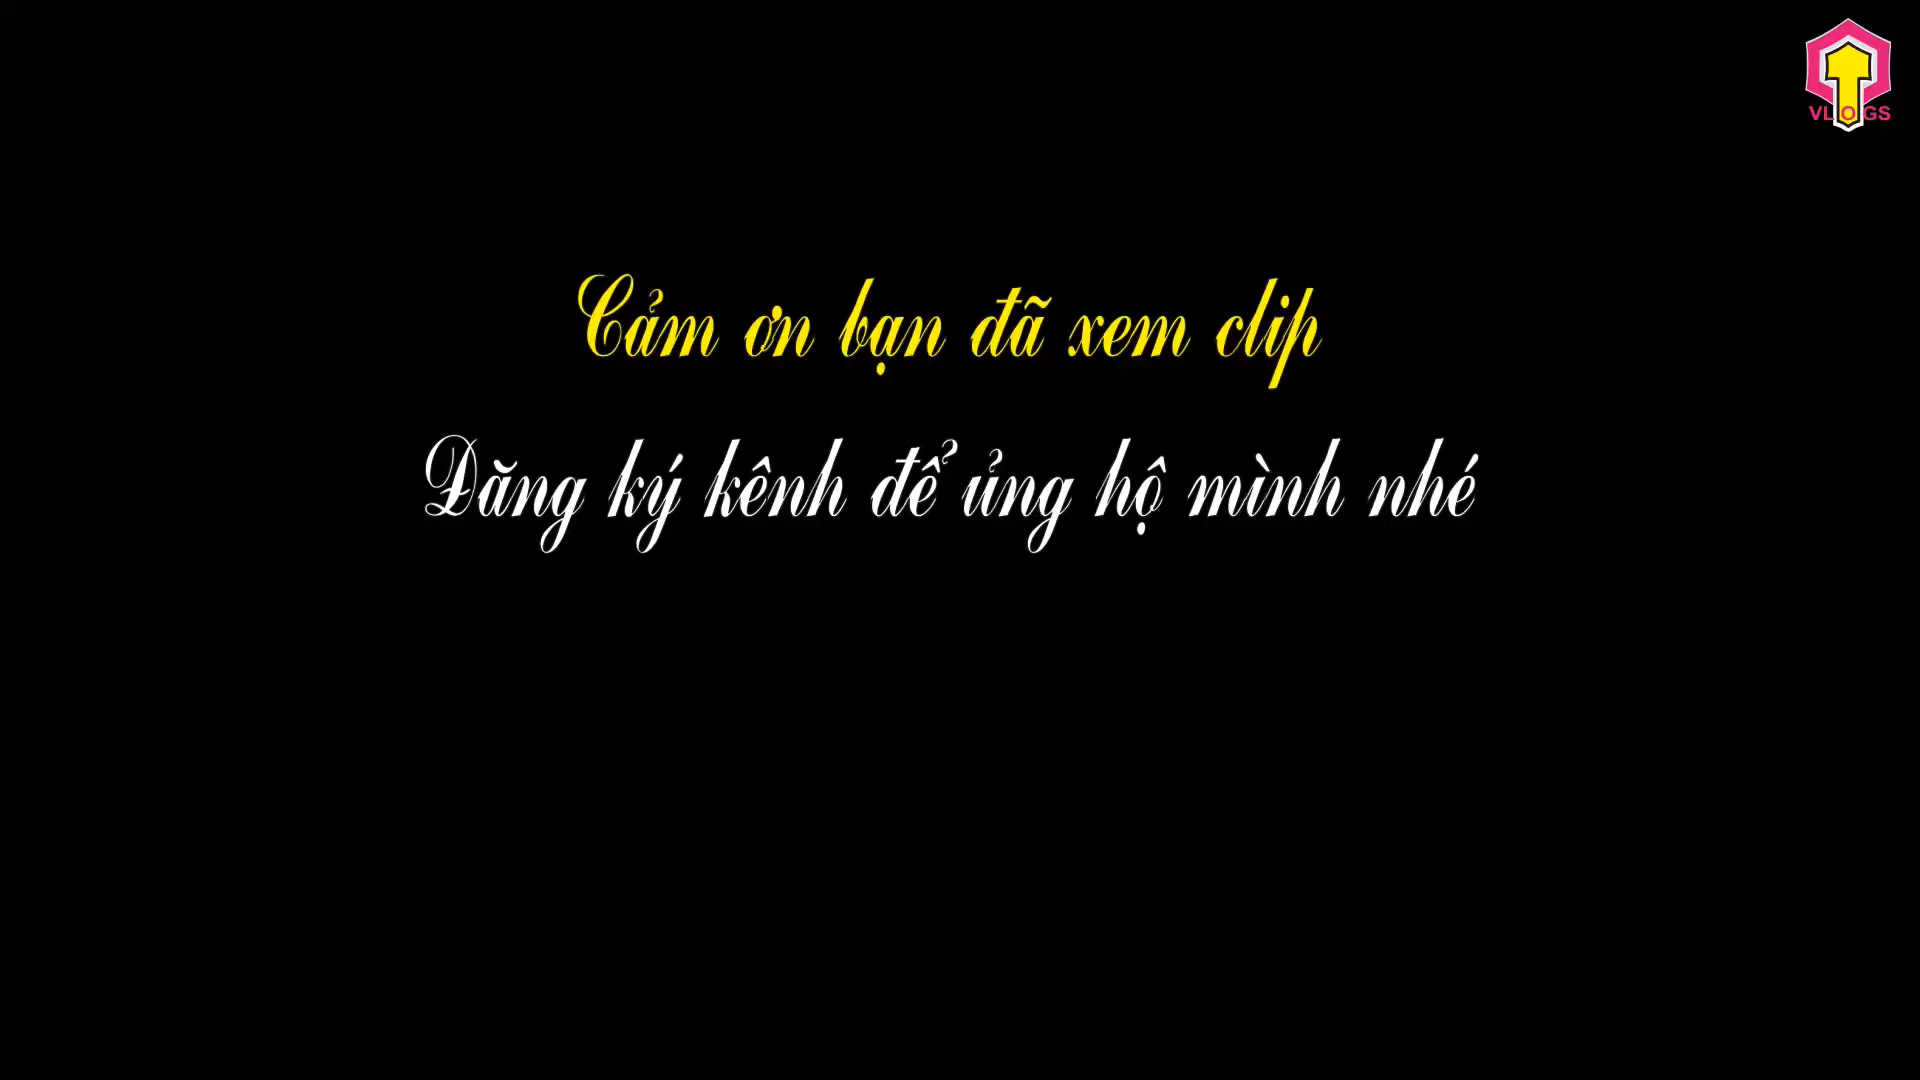 VLOGS
Cảm ơn bạn đã xem clip
Đăng ký kênh để ủng hộ mình nhé